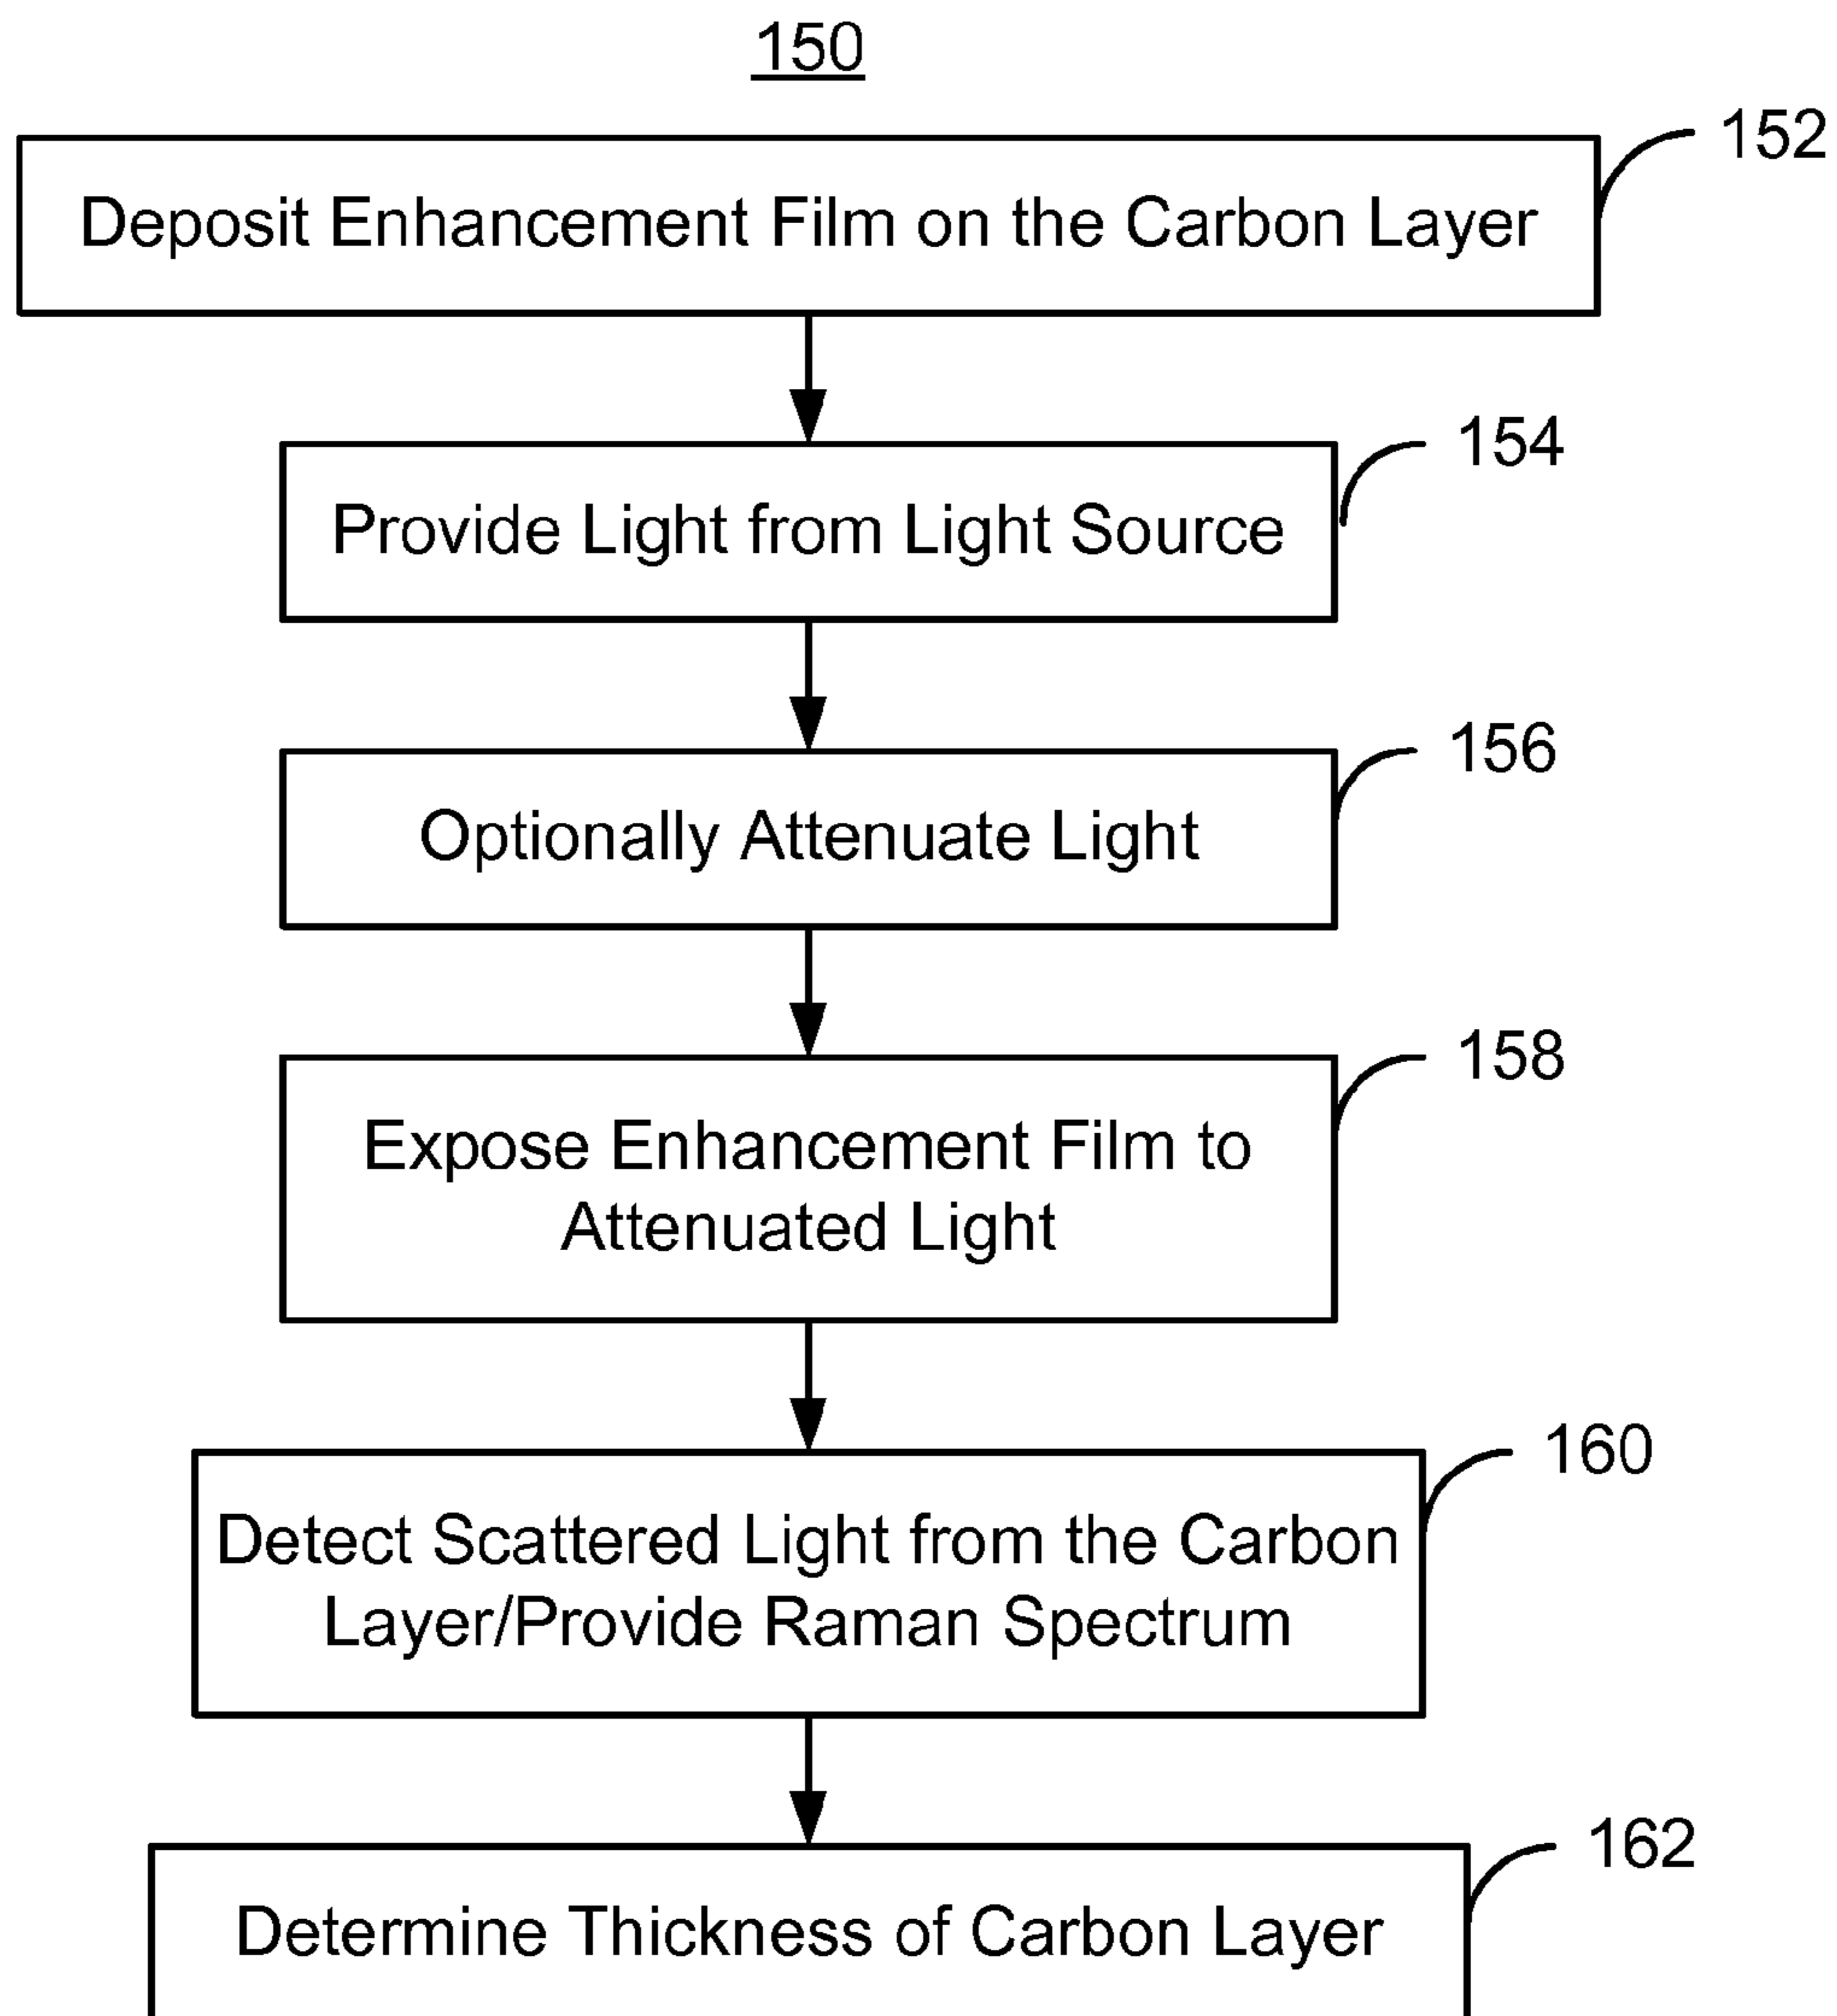 150
152
Deposit Enhancement Film on the Carbon Layer
154
Provide Light from Light Source
156
Optionally Attenuate Light
158
Expose Enhancement Film to
Attenuated Light
160
Detect Scattered Light from the Carbon
Layer/Provide Raman Spectrum
162
Determine Thickness of Carbon Layer